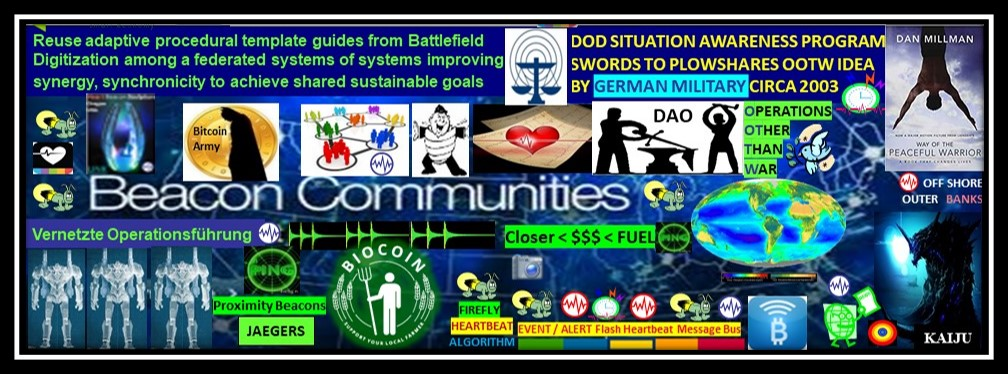 Reuse adaptive procedural template guides from Battlefield
Digitization among a federated systems of systems improving
synergy, synchronicity to achieve shared sustainable goals
DOD SITUATION AWARENESS PROGRAM
SWORDS TO PLOWSHARES OOTW IDEA
BY GERMAN MILITARY CIRCA 2003
DAN MILLMAN
Bitcoin
Army
DAO
OPERATIONS
OTHER
THAN
WAR
WAY OF THE
PEACEFUL WARRIOR
Beacon Communities
OFF SHORE
OUTER BANKS
Vernetzte Operationsführung
Closer < $$$ < FUEL
MNG
MNG
BIOCOIN
SUPPORT YOUR LOCAL FARMER
Proximity Beacons
JAEGERS
FIREFLY
HEARTBEAT
ALGORITHM
EVENT / ALERT Flash Heartbeat Message Bus
KAIJU